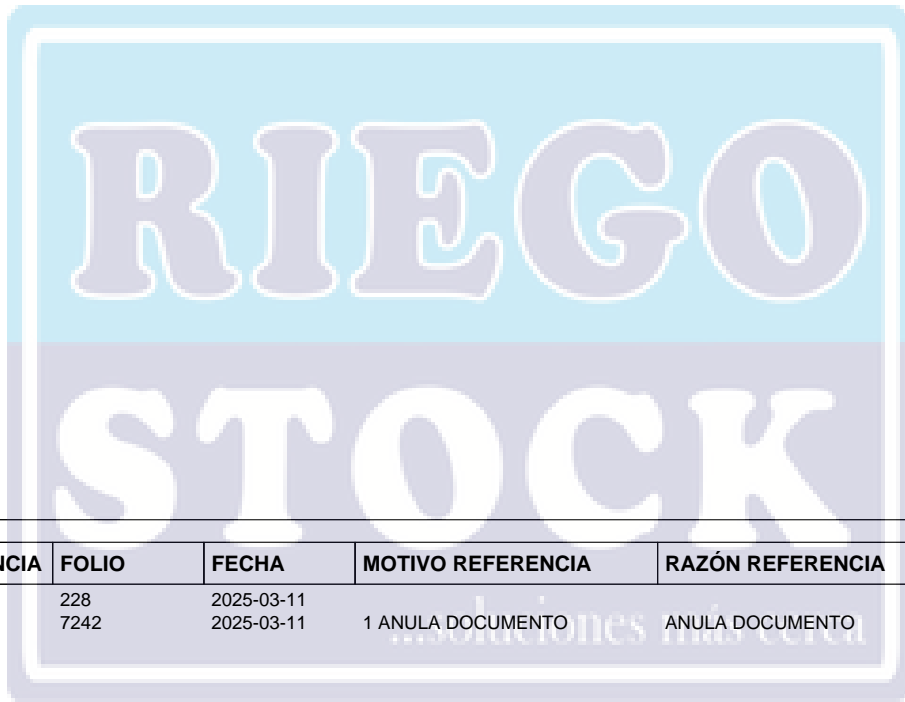 RIEGO
STOCK
NCIA FOLIO FECHA MOTIVO REFERENCIA RAZÓN REFERENCIA
228 2025-03-11
7242 2025-03-11 1 ANULA DOCUMENTO ANULA DOCUMENTO
...soluciones más cerca